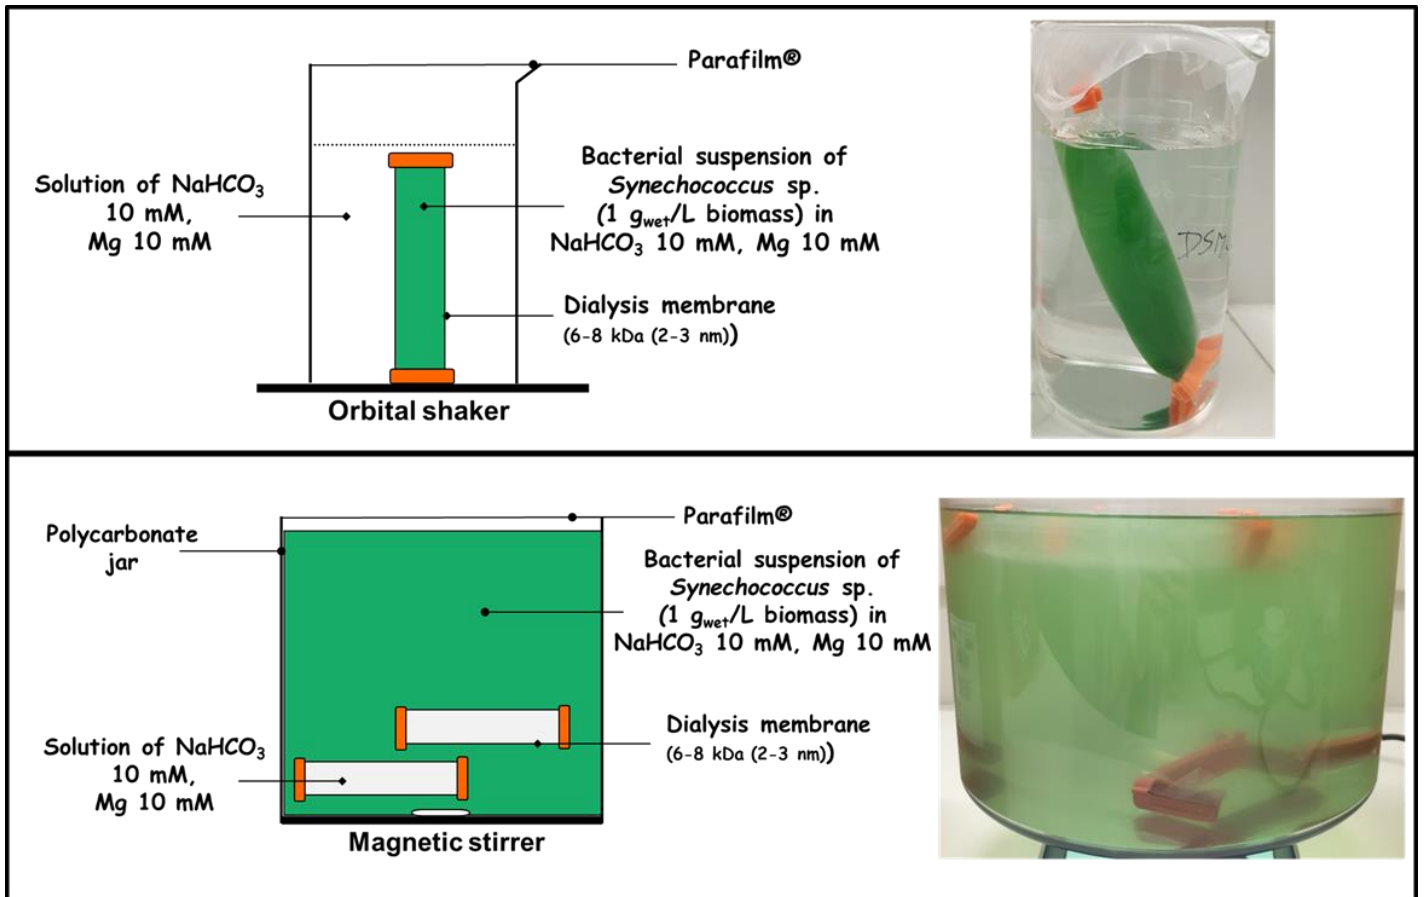 Parafilm®
Solution of NaHCO₃
10 mM,
Mg 10 mM
Bacterial suspension of
Synechococcus sp.
(1 g_wet/L biomass) in
NaHCO₃ 10 mM, Mg 10 mM
Dialysis membrane
(6-8 kDa (2-3 nm))
Orbital shaker
Polycarbonate
jar
Parafilm®
Bacterial suspension of
Synechococcus sp.
(1 g_wet/L biomass) in
NaHCO₃ 10 mM, Mg 10 mM
Solution of NaHCO₃
10 mM,
Mg 10 mM
Dialysis membrane
(6-8 kDa (2-3 nm))
Magnetic stirrer